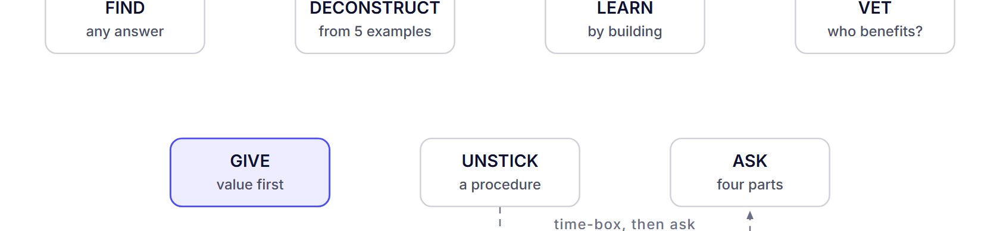 FIND
any answer
DECONSTRUCT
from 5 examples
LEARN
by building
VET
who benefits?
GIVE
value first
UNSTICK
a procedure
ASK
four parts
time-box, then ask